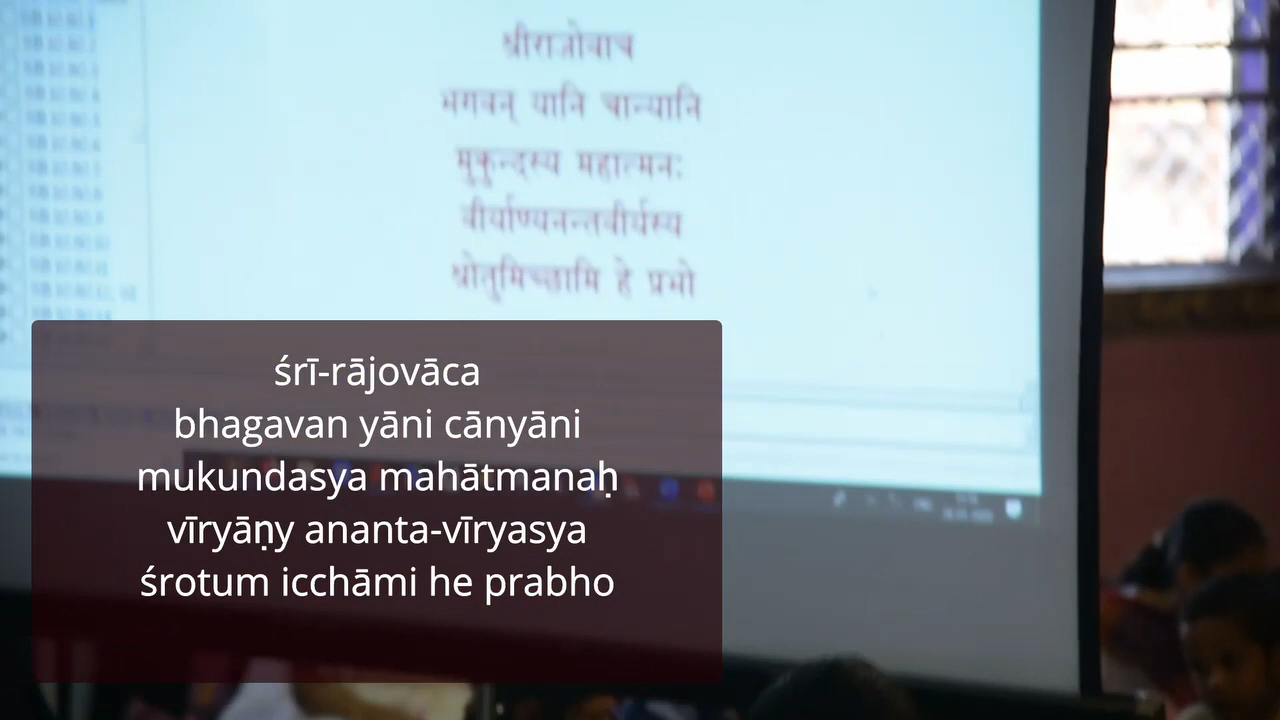 श्रीराजोवाच
भगवन् यानि चान्यानि
मुकुन्दस्य महात्मनः
वीर्याण्यनन्तवीर्यस्य
श्रोतुमिच्छामि हे प्रभो
śrī-rājovāca
bhagavan yāni cānyāni
mukundasya mahātmanaḥ
vīryāṇy ananta-vīryasya
śrotum icchāmi he prabho